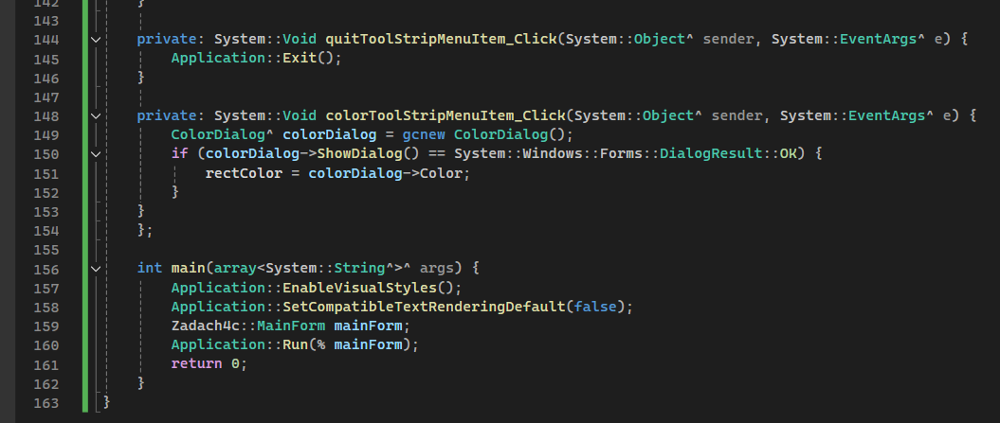 142 }
143
144 private: System::Void quitToolStripMenuItem_Click(System::Object^ sender, System::EventArgs^ e) {
145 Application::Exit();
146 }
147
148 private: System::Void colorToolStripMenuItem_Click(System::Object^ sender, System::EventArgs^ e) {
149 ColorDialog^ colorDialog = gcnew ColorDialog();
150 if (colorDialog->ShowDialog() == System::Windows::Forms::DialogResult::OK) {
151 rectColor = colorDialog->Color;
152 }
153 }
154 };
155
156 int main(array<System::String^>^ args) {
157 Application::EnableVisualStyles();
158 Application::SetCompatibleTextRenderingDefault(false);
159 Zadach4c::MainForm mainForm;
160 Application::Run(% mainForm);
161 return 0;
162 }
163 }